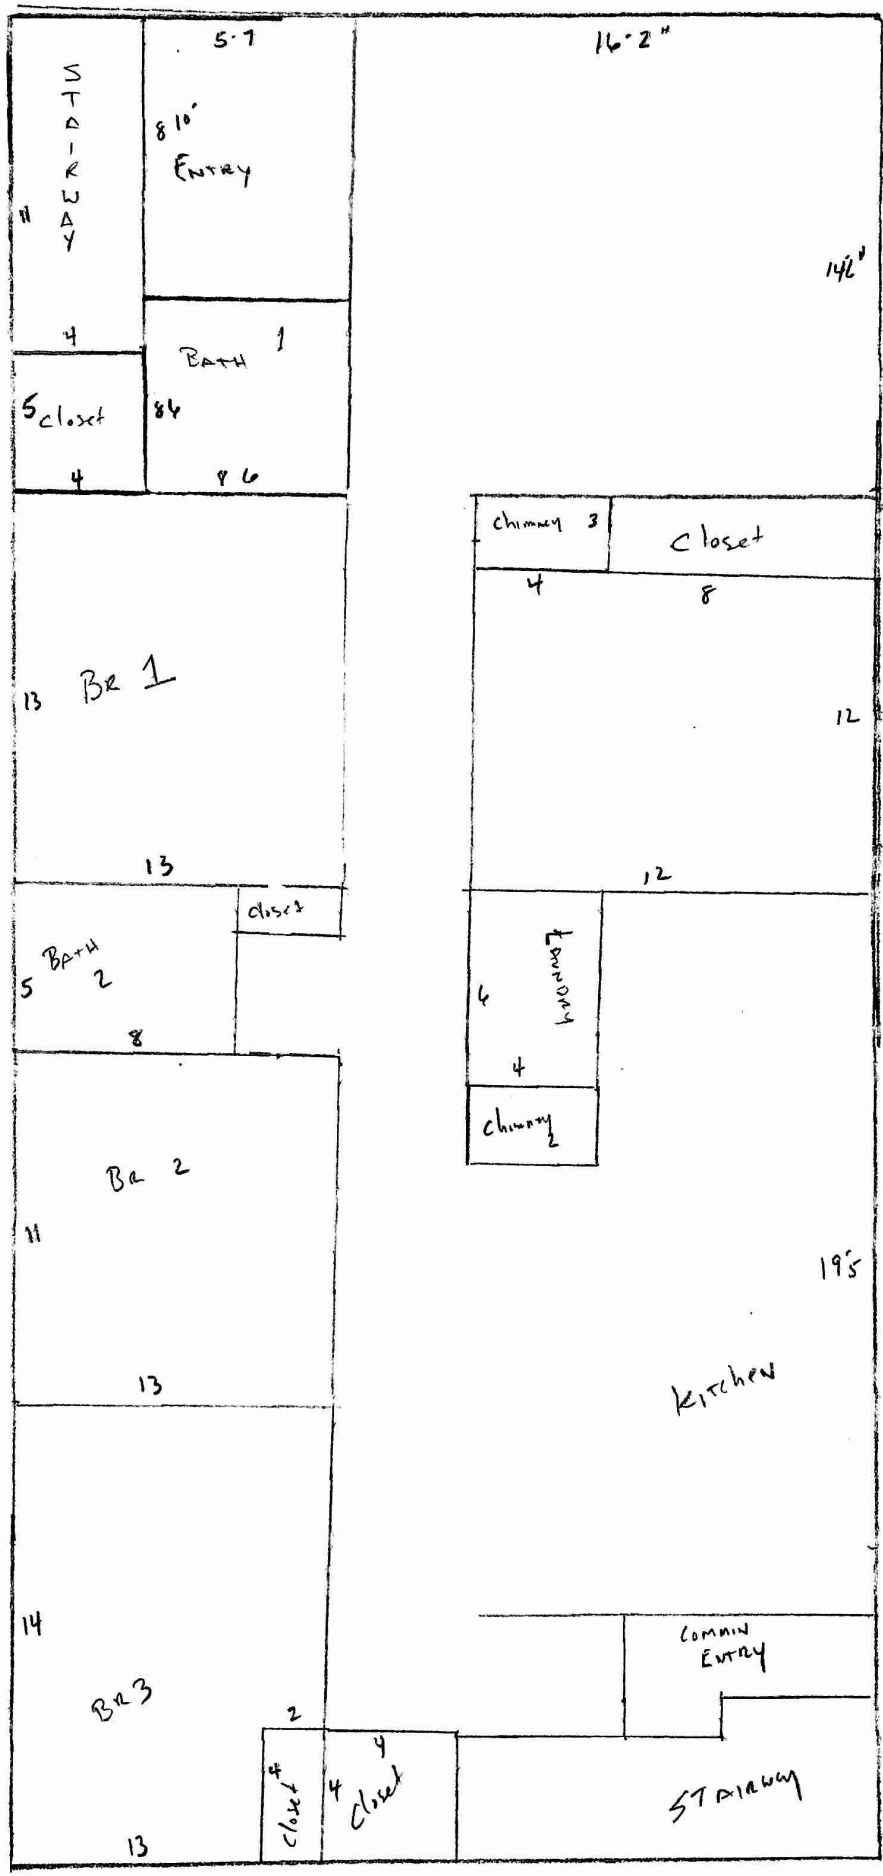 5-7
16-2"
STAIRWAY
8 10"
ENTRY
11
14'6"
4
BATH 1
5 closet
86
4
8 6
chimney 3
Closet
4
8
BR 1
13
12
13
12
closet
LAUNDRY
BATH
2
5
6
8
4
chimney
2
BR 2
11
19'5
13
KITCHEN
14
COMMIN
ENTRY
BR3
2
4
4
closet
4
Closet
STAIRWAY
13